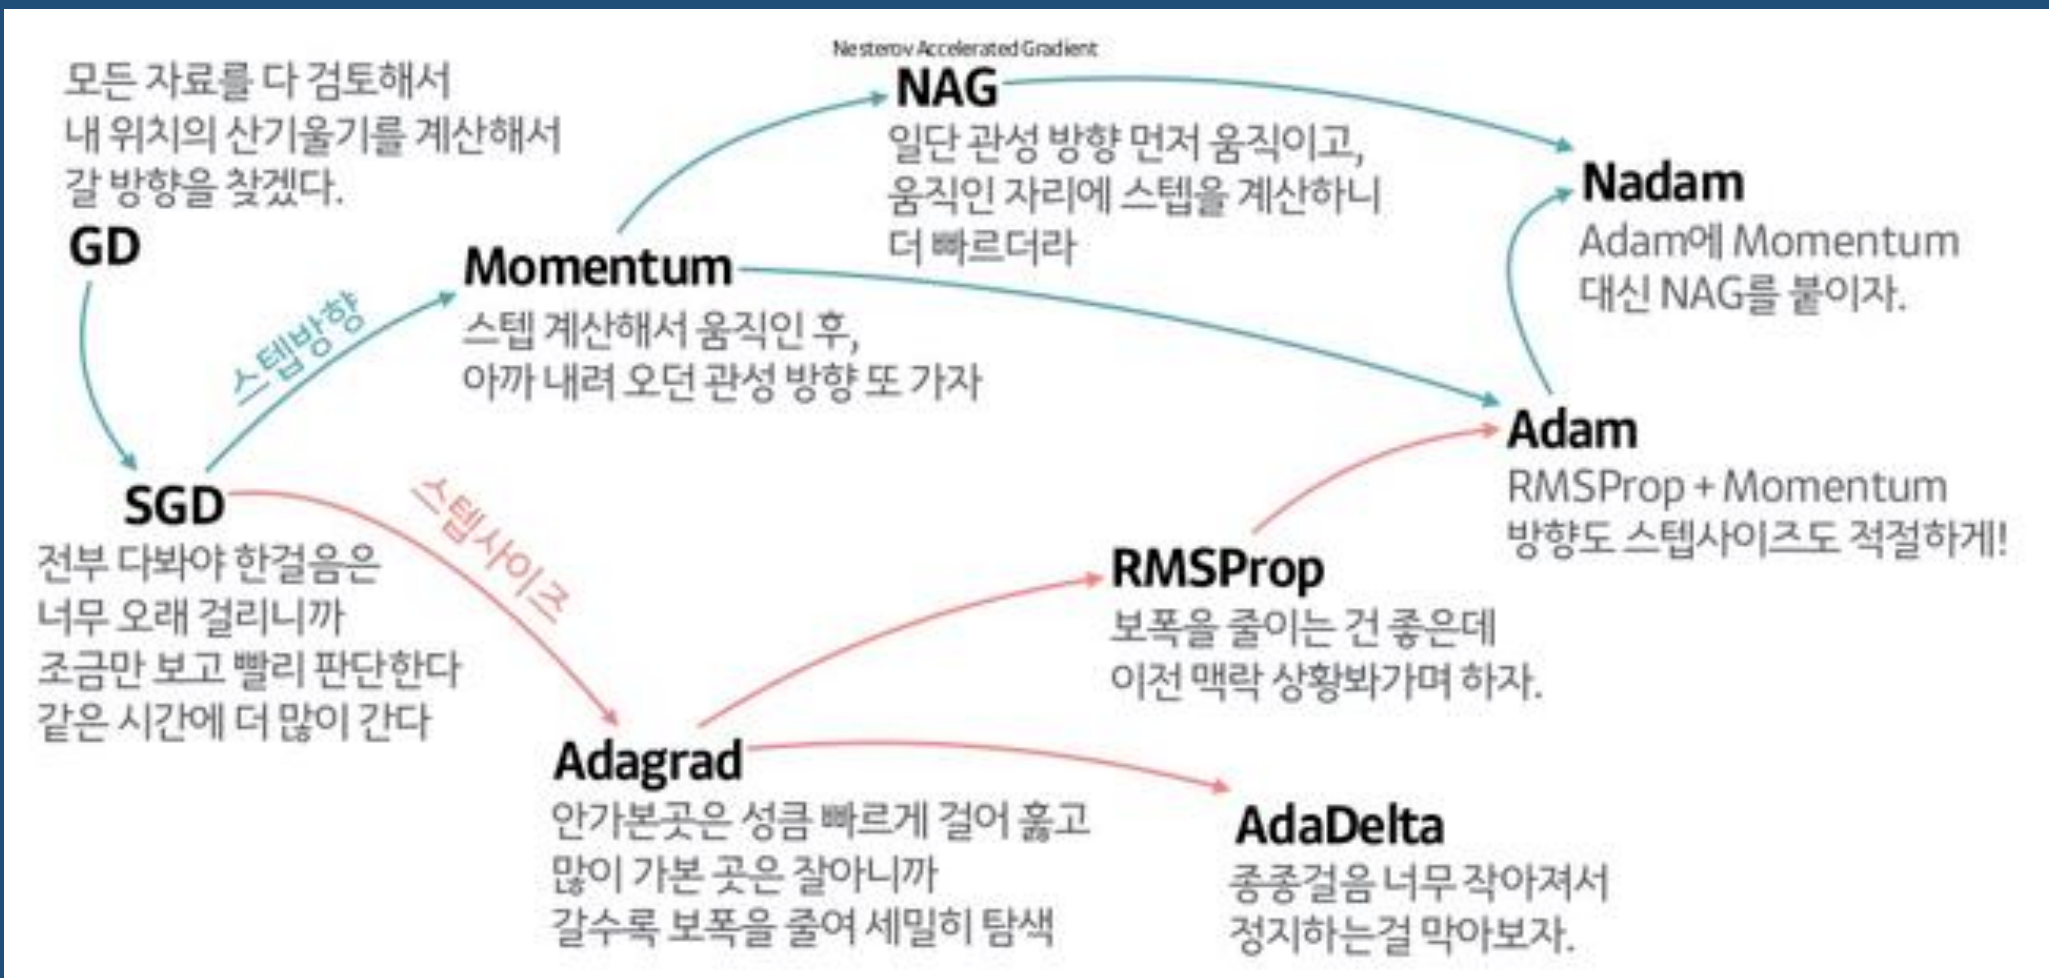 모든 자료를 다 검토해서
내 위치의 산기울기를 계산해서
갈 방향을 찾겠다.
GD
스텝방향
SGD
전부 다봐야 한걸음은
너무 오래 걸리니까
조금만 보고 빨리 판단한다
같은 시간에 더 많이 간다
Momentum
스텝 계산해서 움직인 후,
아까 내려 오던 관성 방향 또 가자
Nesterov Accelerated Gradient
NAG
일단 관성 방향 먼저 움직이고,
움직인 자리에 스텝을 계산하니
더 빠르더라
Nadam
Adam에 Momentum
대신 NAG를 붙이자.
Adam
RMSProp + Momentum
방향도 스텝사이즈도 적절하게!
스텝사이즈
Adagrad
안가본곳은 성큼 빠르게 걸어 훓고
많이 가본 곳은 잘아니까
갈수록 보폭을 줄여 세밀히 탐색
RMSProp
보폭을 줄이는 건 좋은데
이전 맥락 상황봐가며 하자.
AdaDelta
종종걸음 너무 작아져서
정지하는걸 막아보자.